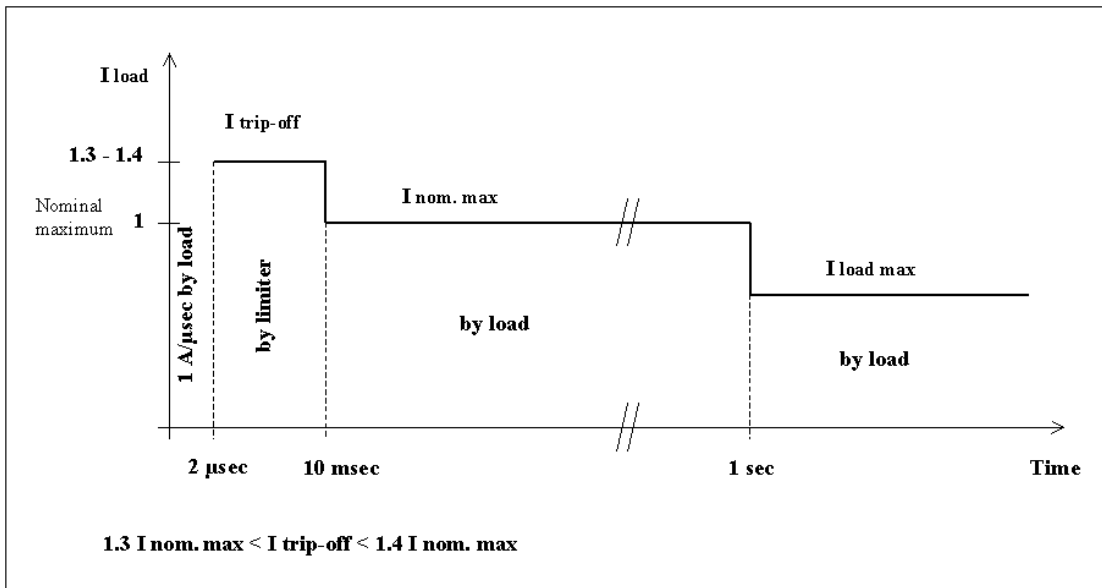 I load
I trip-off
1.3 - 1.4
I nom. max
Nominal
maximum
1
I load max
1 A/µsec by load
by limiter
by load
by load
2 µsec
10 msec
1 sec
Time
1.3 I nom. max < I trip-off < 1.4 I nom. max